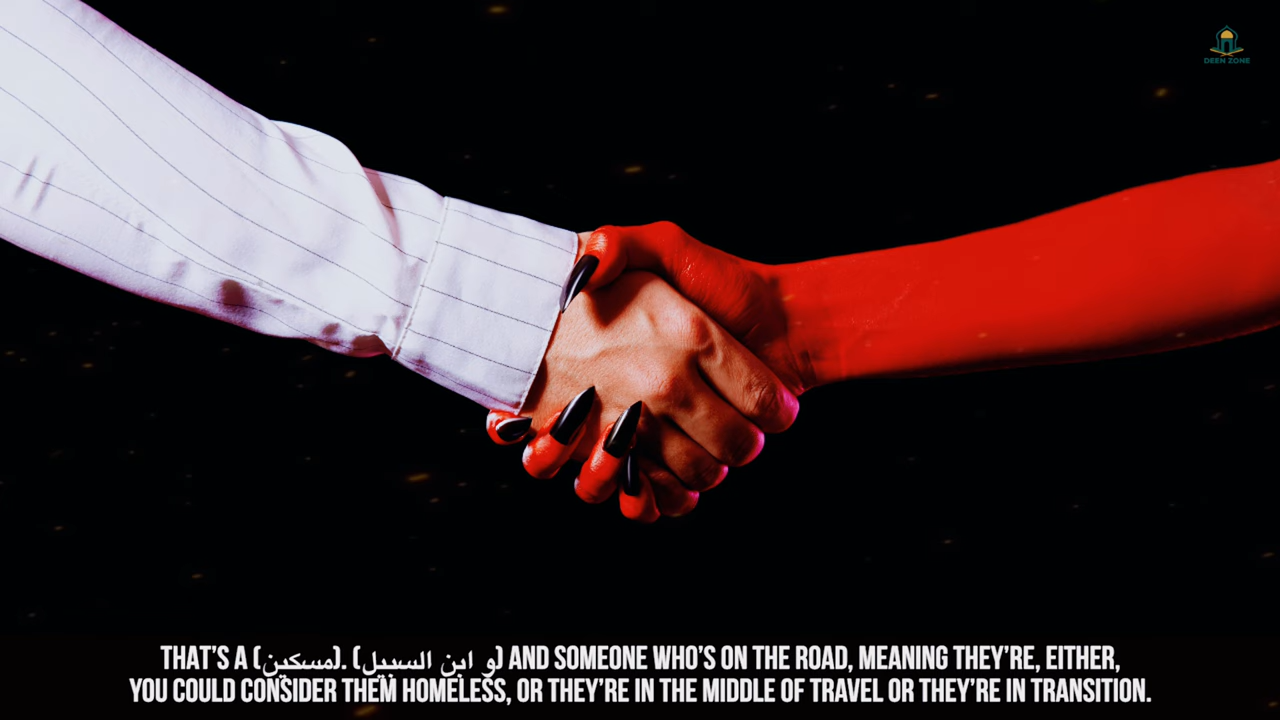 DEEN ZONE
THAT'S A (مسكين). (و ابن السبيل) AND SOMEONE WHO'S ON THE ROAD, MEANING THEY'RE, EITHER,
YOU COULD CONSIDER THEM HOMELESS, OR THEY'RE IN THE MIDDLE OF TRAVEL OR THEY'RE IN TRANSITION.